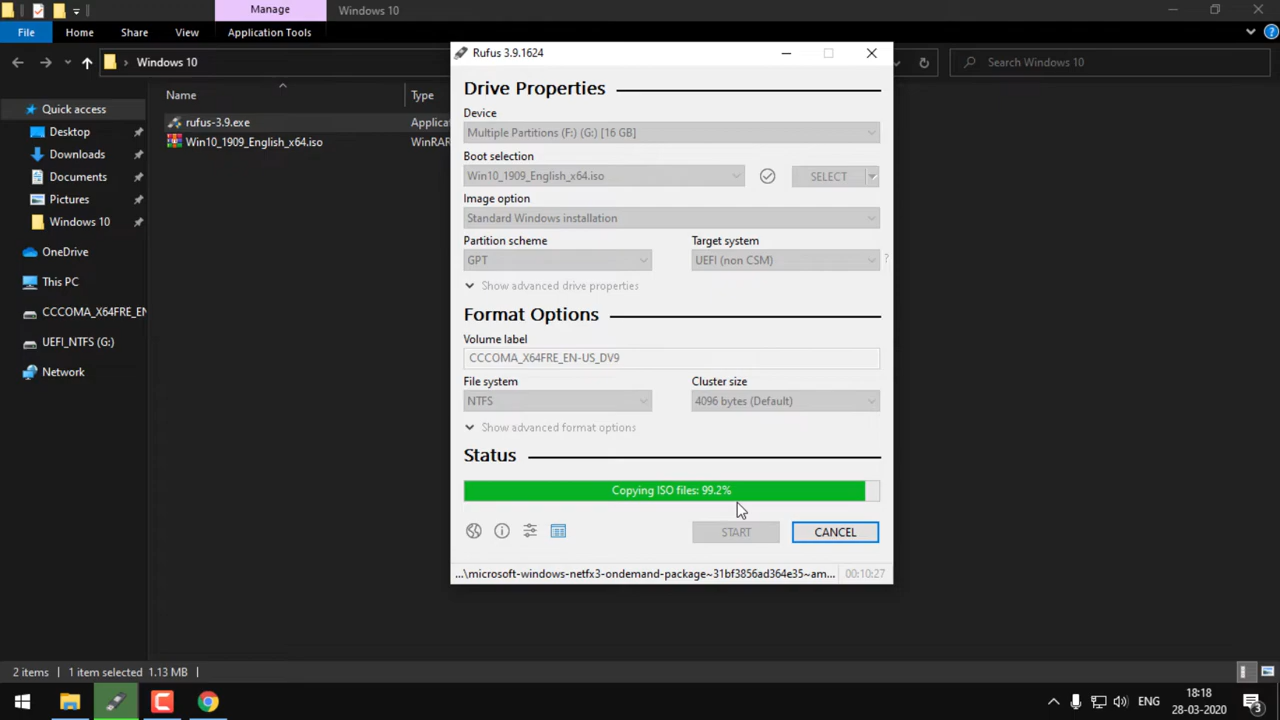 Manage
Windows 10
File
Home
Share
View
Application Tools
Windows 10
Search Windows 10
Quick access
Desktop
Downloads
Documents
Pictures
Windows 10
OneDrive
This PC
CCCOMA_X64FRE_EN
UEFI_NTFS (G:)
Network
Name
Type
rufus-3.9.exe
Applica
Win10_1909_English_x64.iso
WinRAR
Rufus 3.9.1624
Drive Properties
Device
Multiple Partitions (F:) (G:) [16 GB]
Boot selection
Win10_1909_English_x64.iso
SELECT
Image option
Standard Windows installation
Partition scheme
Target system
GPT
UEFI (non CSM)
?
Show advanced drive properties
Format Options
Volume label
CCCOMA_X64FRE_EN-US_DV9
File system
Cluster size
NTFS
4096 bytes (Default)
Show advanced format options
Status
Copying ISO files: 99.2%
START
CANCEL
...\microsoft-windows-netfx3-ondemand-package~31bf3856ad364e35~am...
00:10:27
2 items
1 item selected 1.13 MB
ENG
18:18
28-03-2020
3